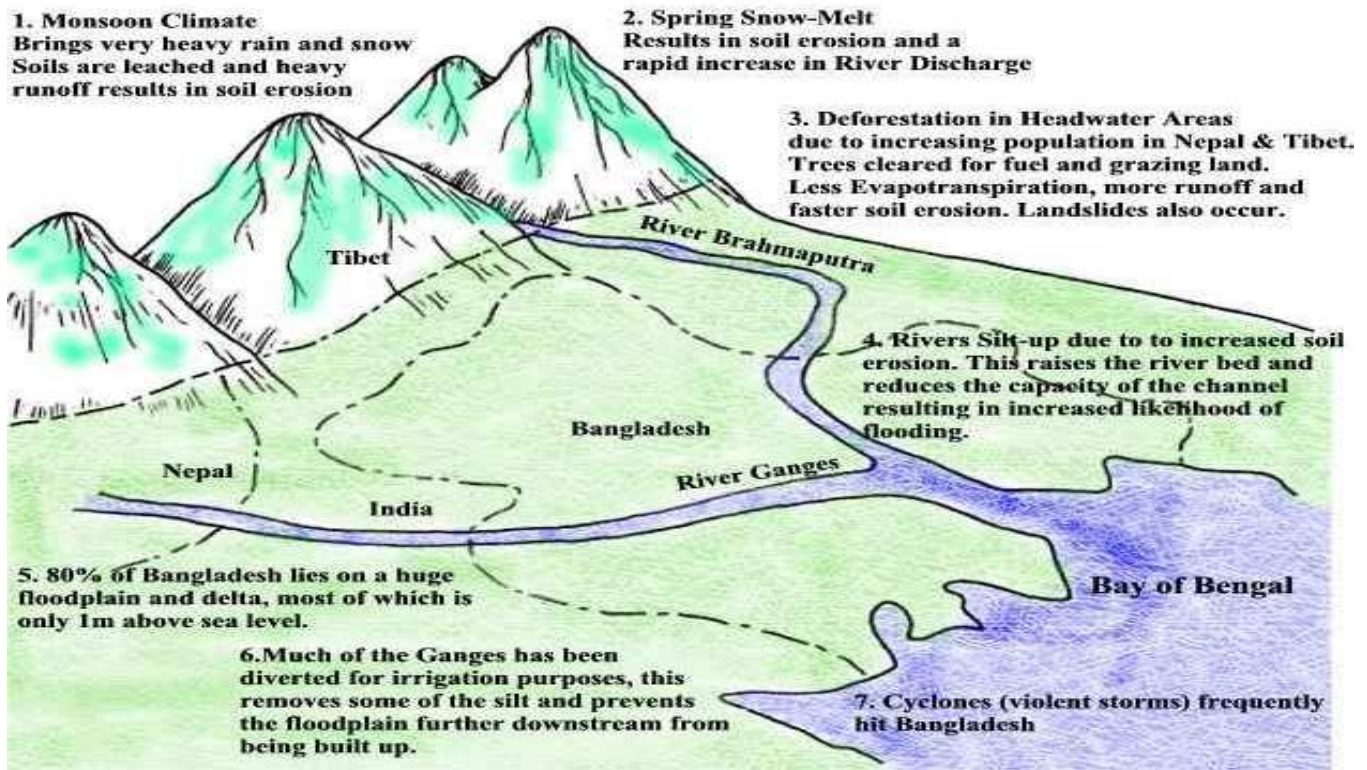 1. Monsoon Climate
Brings very heavy rain and snow
Soils are leached and heavy
runoff results in soil erosion
2. Spring Snow-Melt
Results in soil erosion and a
rapid increase in River Discharge
3. Deforestation in Headwater Areas
due to increasing population in Nepal & Tibet.
Trees cleared for fuel and grazing land.
Less Evapotranspiration, more runoff and
faster soil erosion. Landslides also occur.
River Brahmaputra
Tibet
4. Rivers Silt-up due to to increased soil
erosion. This raises the river bed and
reduces the capacity of the channel
resulting in increased likelihood of
flooding.
Bangladesh
Nepal
River Ganges
India
5. 80% of Bangladesh lies on a huge
floodplain and delta, most of which is
only 1m above sea level.
Bay of Bengal
6.Much of the Ganges has been
diverted for irrigation purposes, this
removes some of the silt and prevents
the floodplain further downstream from
being built up.
7. Cyclones (violent storms) frequently
hit Bangladesh